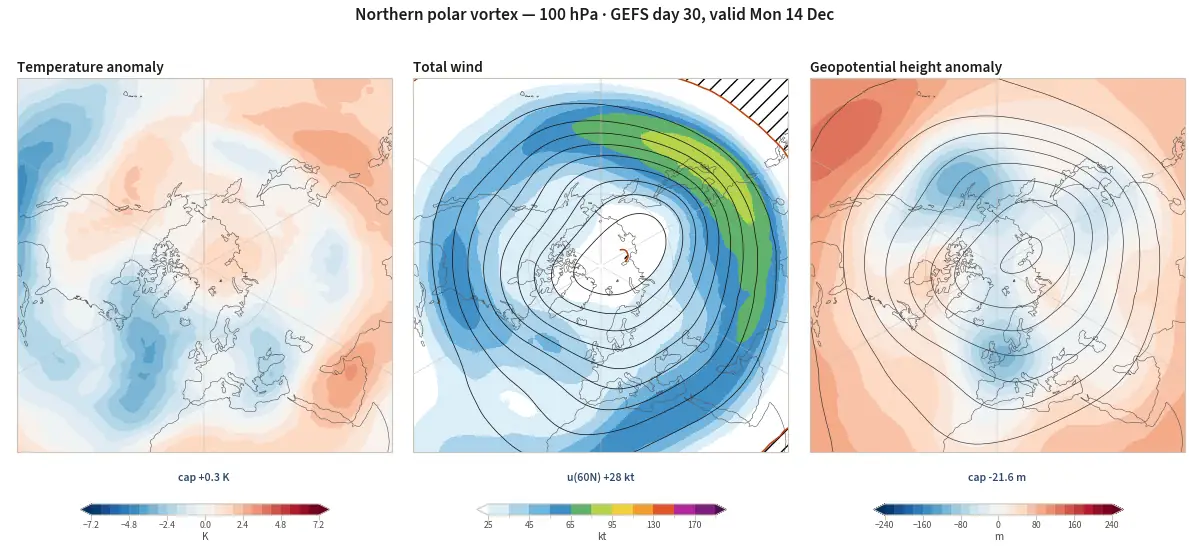 Northern polar vortex — 100 hPa · GEFS day 30, valid Mon 14 Dec
Temperature anomaly
Total wind
Geopotential height anomaly
cap +0.3 K
u(60N) +28 kt
cap -21.6 m
−7.2 −4.8 −2.4 0.0 2.4 4.8 7.2
K
25 45 65 95 130 170
kt
−240 −160 −80 0 80 160 240
m